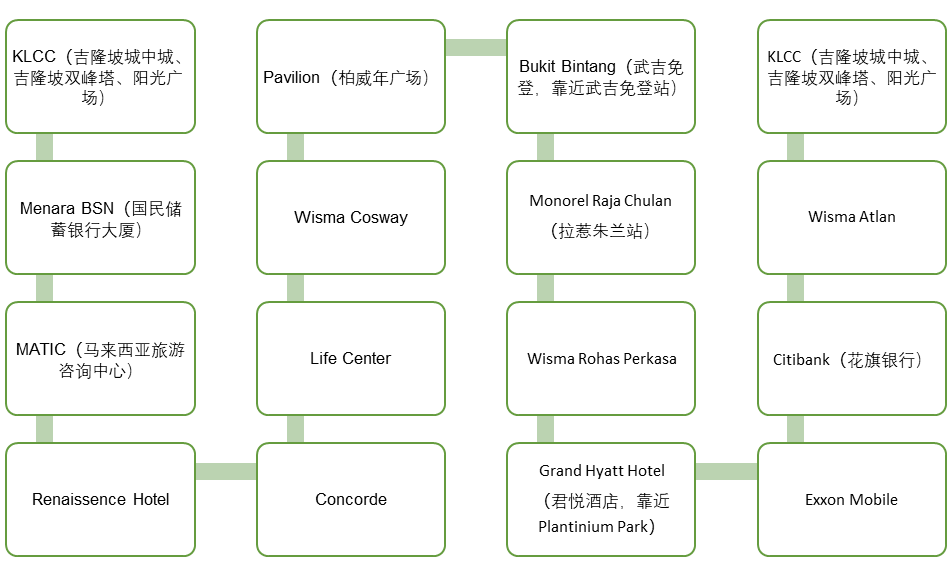 KLCC（吉隆坡城中城、
吉隆坡双峰塔、阳光广
场）
Menara BSN（国民储
蓄银行大厦）
MATIC（马来西亚旅游
咨询中心）
Renaissence Hotel
Concorde
Life Center
Wisma Cosway
Pavilion（柏威年广场）
Bukit Bintang（武吉免
登，靠近武吉免登站）
Monorel Raja Chulan
（拉惹朱兰站）
Wisma Rohas Perkasa
Grand Hyatt Hotel
（君悦酒店，靠近
Plantinium Park）
Exxon Mobile
Citibank（花旗银行）
Wisma Atlan
KLCC（吉隆坡城中城、
吉隆坡双峰塔、阳光广
场）